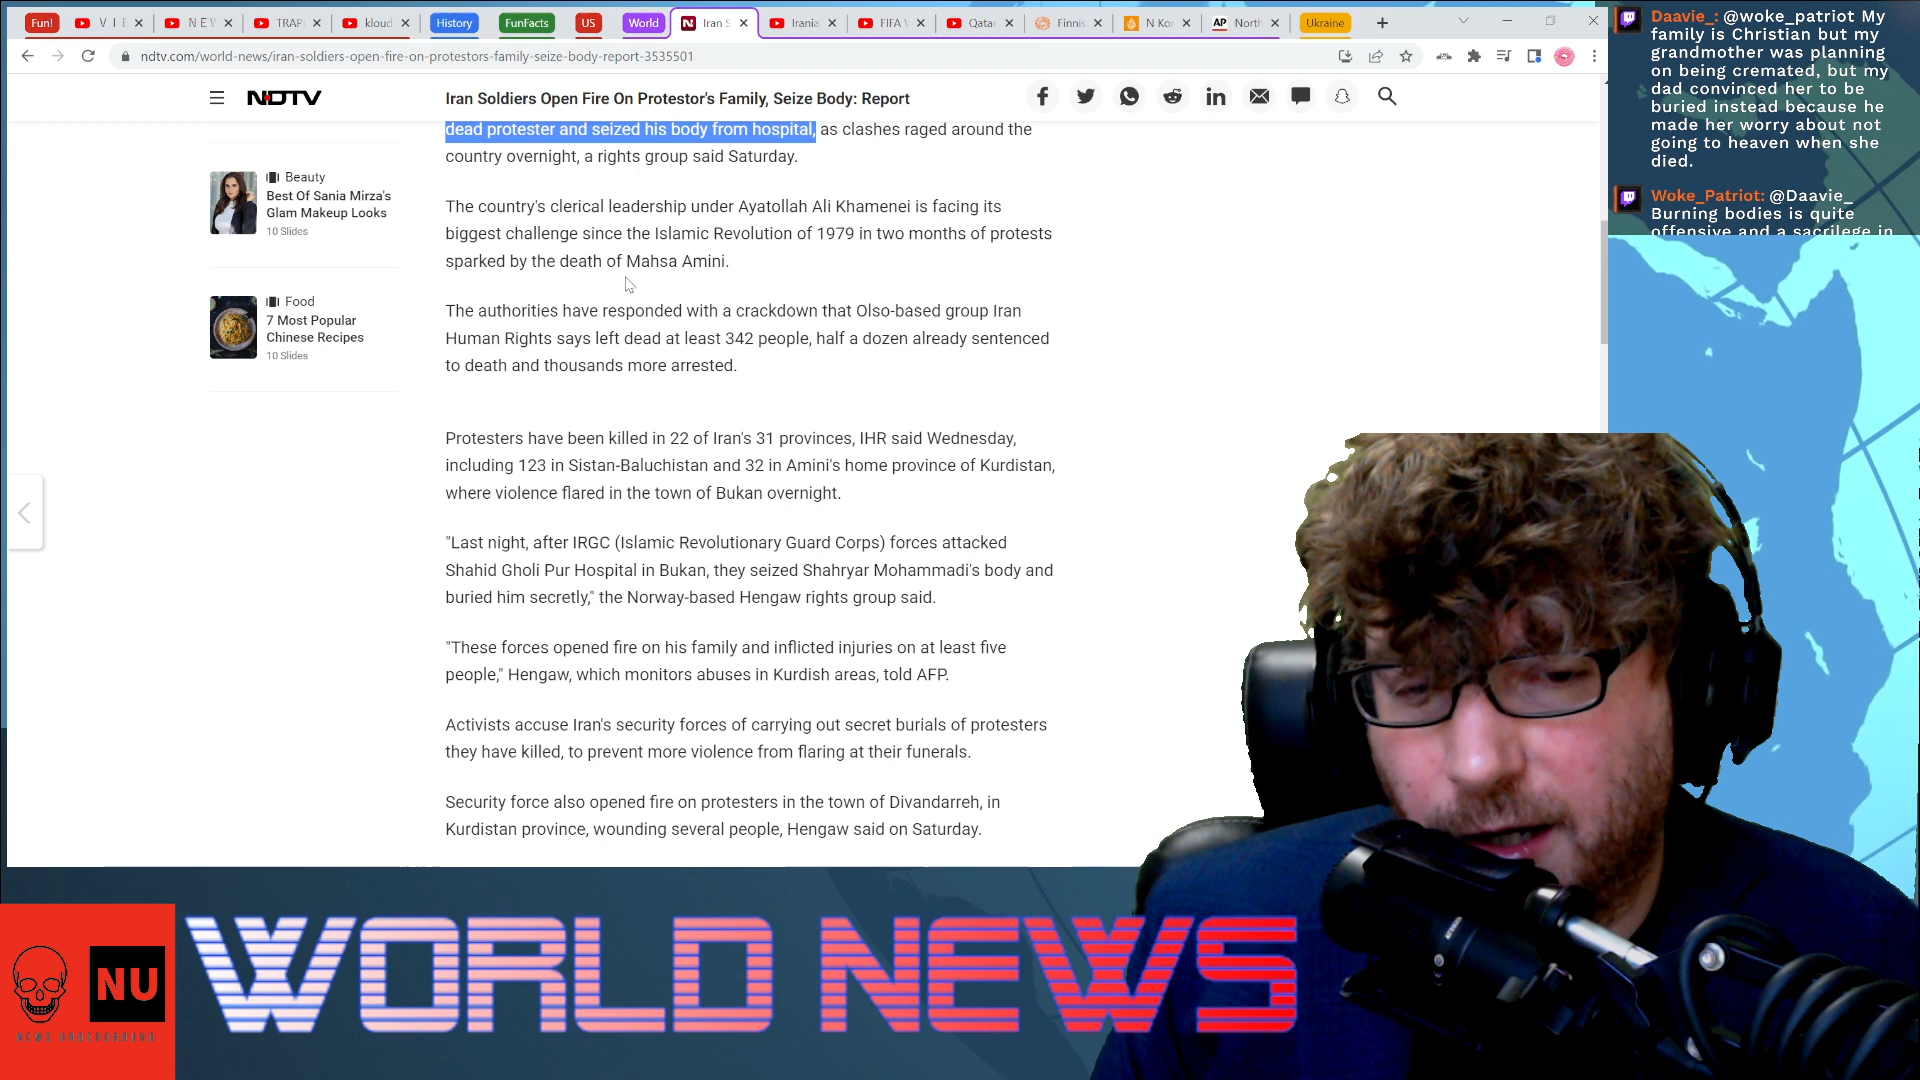 Fun!
V I E
N E W
TRAP
kloud
History
FunFacts
US
World
Iran S
Irania
FIFA
Qatar
Finnis
N Kor
AP North
Ukraine
ndtv.com/world-news/iran-soldiers-open-fire-on-protestors-family-seize-body-report-3535501
NDTV
Iran Soldiers Open Fire On Protestor's Family, Seize Body: Report
dead protester and seized his body from hospital, as clashes raged around the
country overnight, a rights group said Saturday.
Beauty
Best Of Sania Mirza's
Glam Makeup Looks
10 Slides
The country's clerical leadership under Ayatollah Ali Khamenei is facing its
biggest challenge since the Islamic Revolution of 1979 in two months of protests
sparked by the death of Mahsa Amini.
Food
7 Most Popular
Chinese Recipes
10 Slides
The authorities have responded with a crackdown that Olso-based group Iran
Human Rights says left dead at least 342 people, half a dozen already sentenced
to death and thousands more arrested.
Protesters have been killed in 22 of Iran's 31 provinces, IHR said Wednesday,
including 123 in Sistan-Baluchistan and 32 in Amini's home province of Kurdistan,
where violence flared in the town of Bukan overnight.
"Last night, after IRGC (Islamic Revolutionary Guard Corps) forces attacked
Shahid Gholi Pur Hospital in Bukan, they seized Shahryar Mohammadi's body and
buried him secretly," the Norway-based Hengaw rights group said.
"These forces opened fire on his family and inflicted injuries on at least five
people," Hengaw, which monitors abuses in Kurdish areas, told AFP.
Activists accuse Iran's security forces of carrying out secret burials of protesters
they have killed, to prevent more violence from flaring at their funerals.
Security force also opened fire on protesters in the town of Divandarreh, in
Kurdistan province, wounding several people, Hengaw said on Saturday.
Daavie_: @woke_patriot My
family is Christian but my
grandmother was planning
on being cremated, but my
dad convinced her to be
buried instead because he
made her worry about not
going to heaven when she
died.
Woke_Patriot: @Daavie_
Burning bodies is quite
offensive and a sacrilege in
NU
NEWS UNDERGROUND
WORLD NEWS